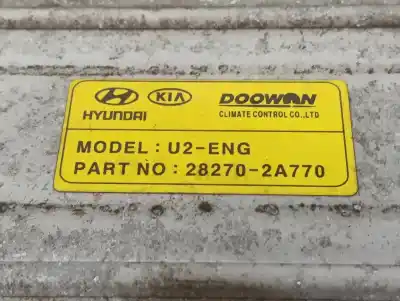 KIA DOOWON
HYUNDAI CLIMATE CONTROL CO.,LTD
MODEL : U2-ENG
PART NO : 28270-2A770